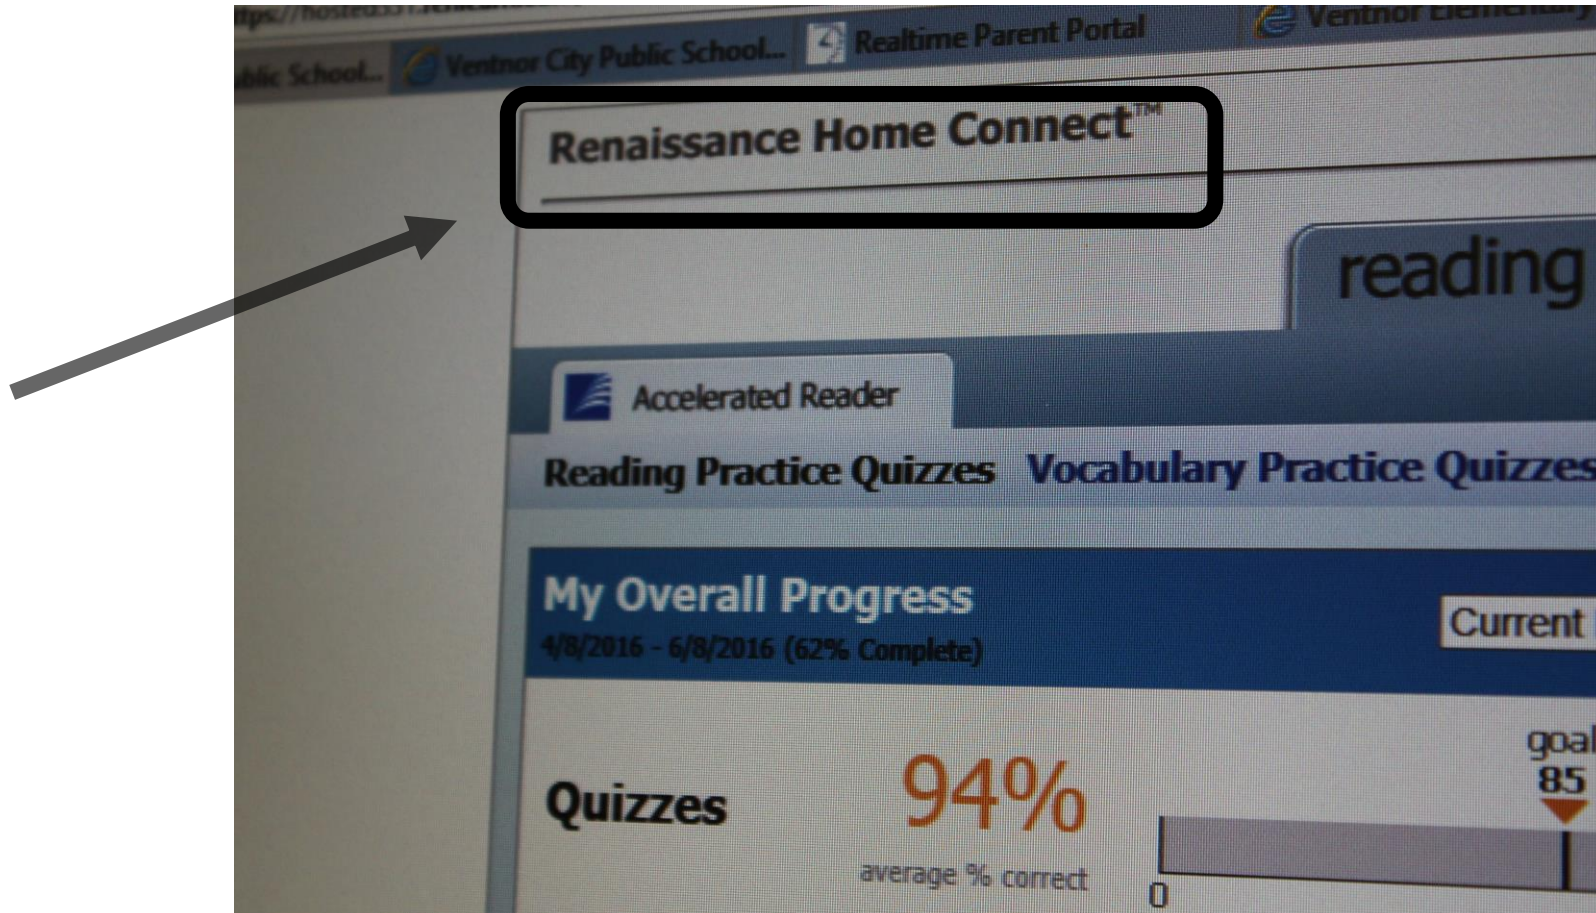 Ventnor City Public School... Realtime Parent Portal Ventnor Elementary
Renaissance Home Connect™
reading
Accelerated Reader
Reading Practice Quizzes Vocabulary Practice Quizzes
My Overall Progress
Current
4/8/2016 - 6/8/2016 (62% Complete)
goal
85
Quizzes 94%
average % correct
0